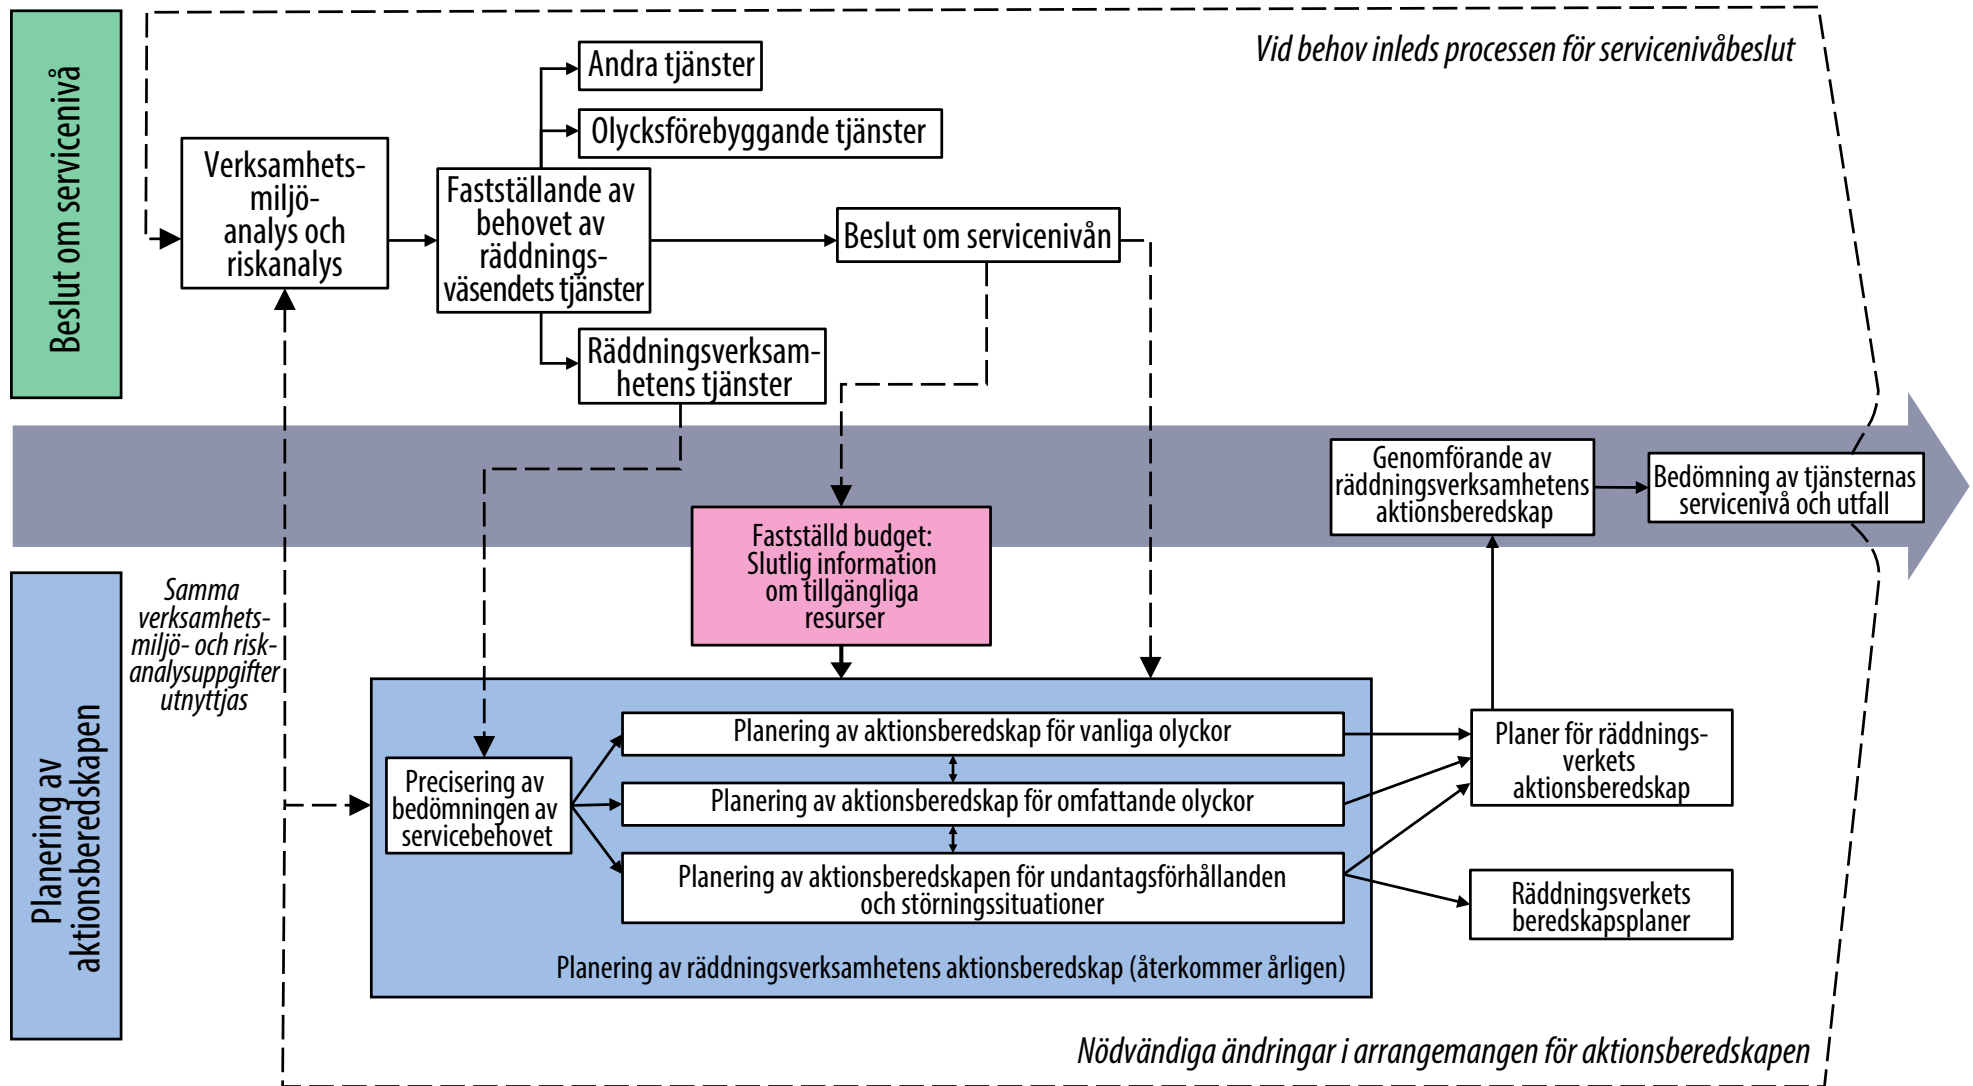 Beslut om servicenivå
Vid behov inleds processen för servicenivåbeslut
Andra tjänster
Olycksförebyggande tjänster
Verksamhets-
miljö-
analys och
riskanalys
Fastställande av
behovet av
räddnings-
väsendets tjänster
Beslut om servicenivån
Räddningsverksam-
hetens tjänster
Genomförande av
räddningsverksamhetens
aktionsberedskap
Bedömning av tjänsternas
servicenivå och utfall
Fastställd budget:
Slutlig information
om tillgängliga
resurser
Planering av
aktionsberedskapen
Samma
verksamhets-
miljö- och risk-
analysuppgifter
utnyttjas
Precisering av
bedömningen av
servicebehovet
Planering av aktionsberedskap för vanliga olyckor
Planering av aktionsberedskap för omfattande olyckor
Planering av aktionsberedskapen för undantagsförhållanden
och störningssituationer
Planering av räddningsverksamhetens aktionsberedskap (återkommer årligen)
Planer för räddnings-
verkets
aktionsberedskap
Räddningsverkets
beredskapsplaner
Nödvändiga ändringar i arrangemangen för aktionsberedskapen